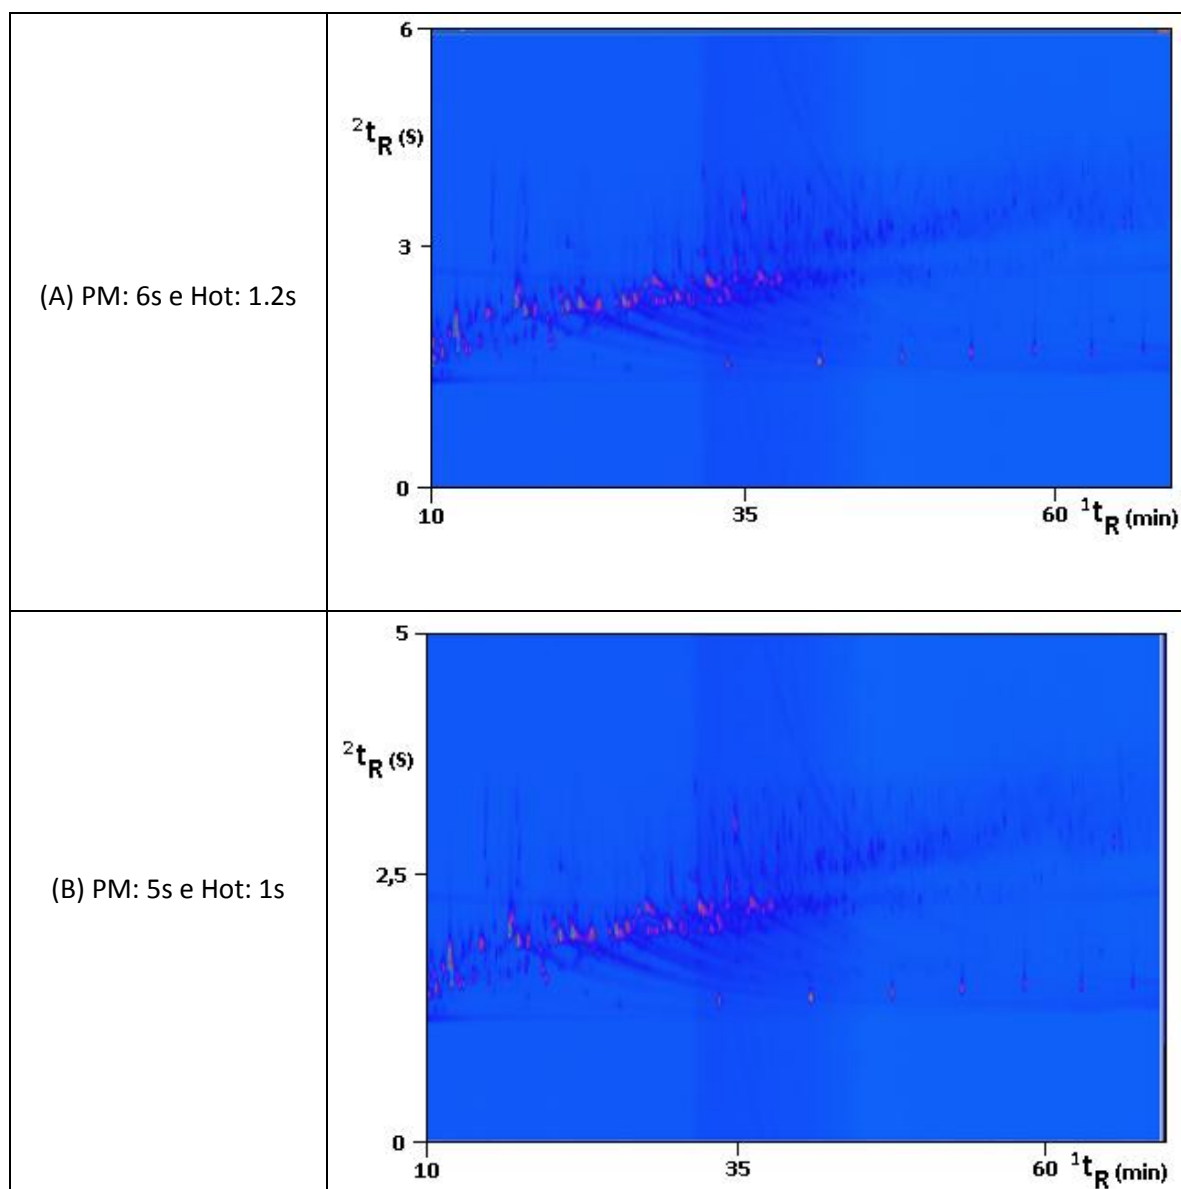 (A) PM: 6s e Hot: 1.2s
6
²tR (S)
3
0
10 35 60 ¹tR (min)
(B) PM: 5s e Hot: 1s
5
²tR (S)
2,5
0
10 35 60 ¹tR (min)